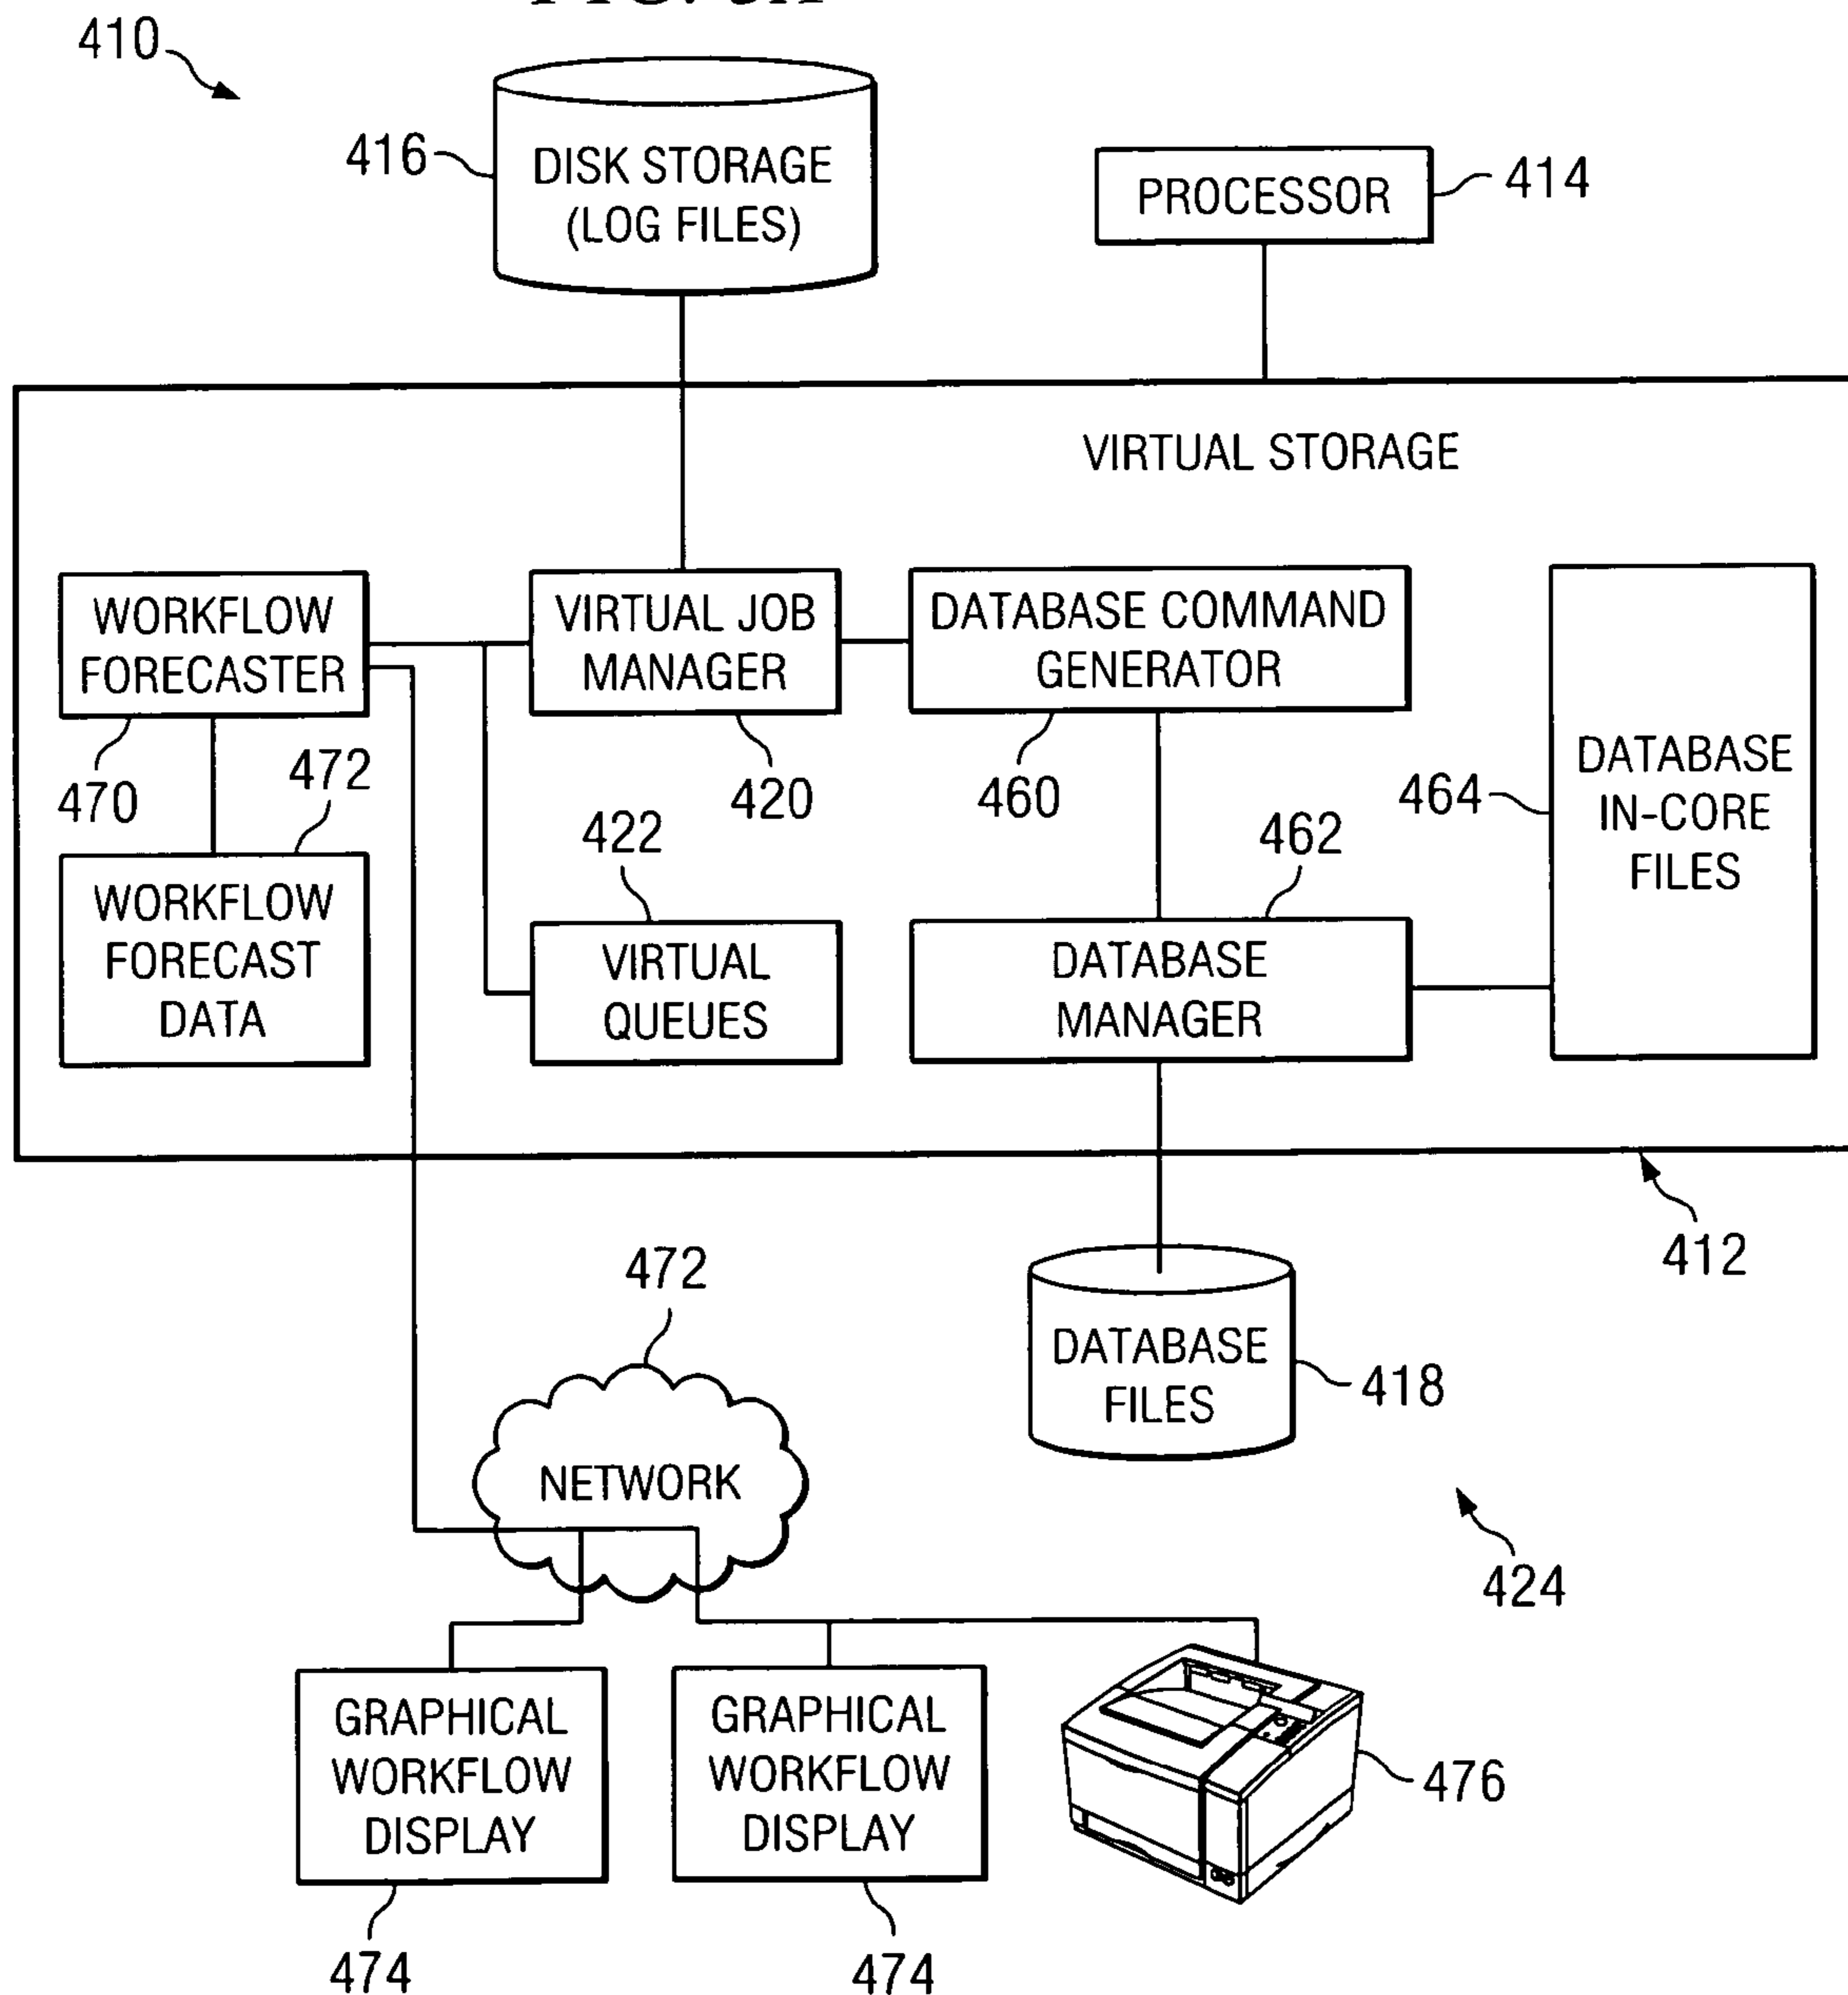 410
416
DISK STORAGE
(LOG FILES)
PROCESSOR
414
VIRTUAL STORAGE
WORKFLOW
FORECASTER
470
VIRTUAL JOB
MANAGER
420
DATABASE COMMAND
GENERATOR
460
DATABASE
IN-CORE
FILES
464
472
WORKFLOW
FORECAST
DATA
422
VIRTUAL
QUEUES
462
DATABASE
MANAGER
412
472
NETWORK
DATABASE
FILES
418
424
GRAPHICAL
WORKFLOW
DISPLAY
474
GRAPHICAL
WORKFLOW
DISPLAY
474
476